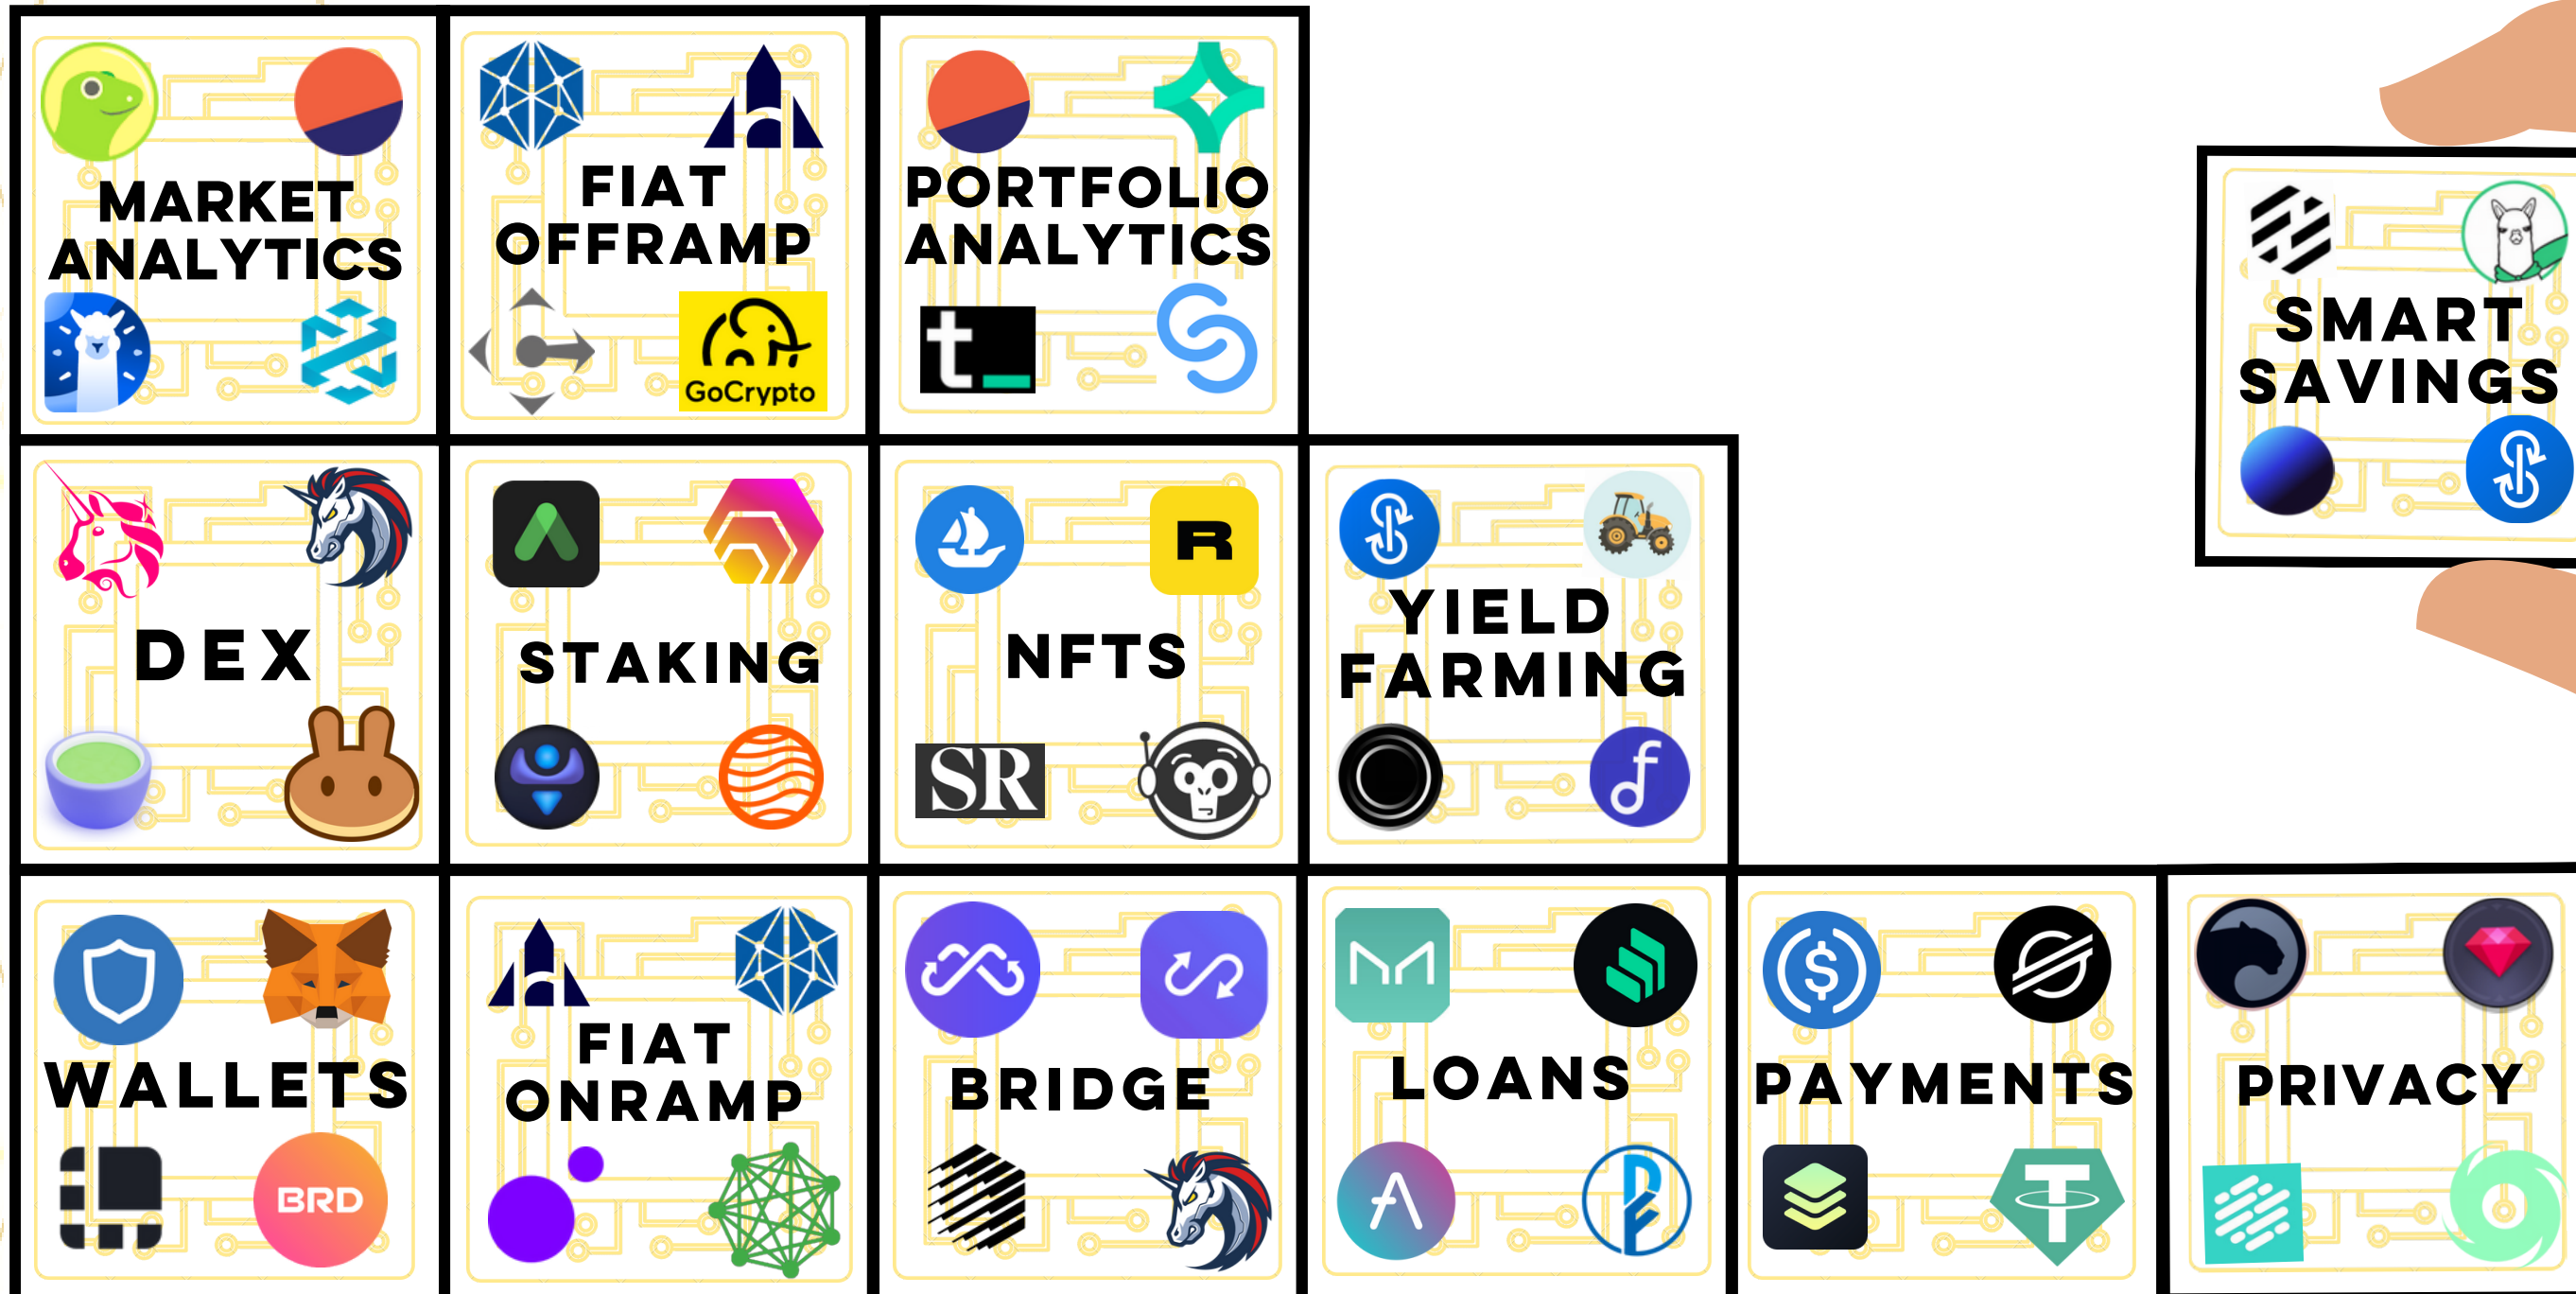 MARKET
ANALYTICS
FIAT
OFFRAMP
GoCrypto
PORTFOLIO
ANALYTICS
t
SMART
SAVINGS
DEX
STAKING
NFTS
R
SR
YIELD
FARMING
WALLETS
BRD
FIAT
ONRAMP
BRIDGE
LOANS
PAYMENTS
PRIVACY